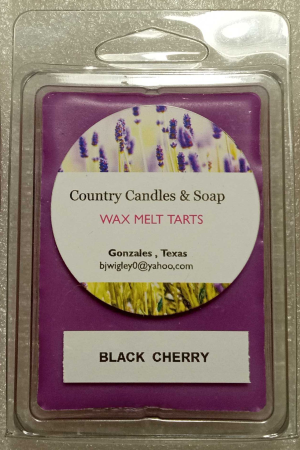 Country Candles & Soap
WAX MELT TARTS
Gonzales , Texas
bjwigley0@yahoo.com
BLACK CHERRY